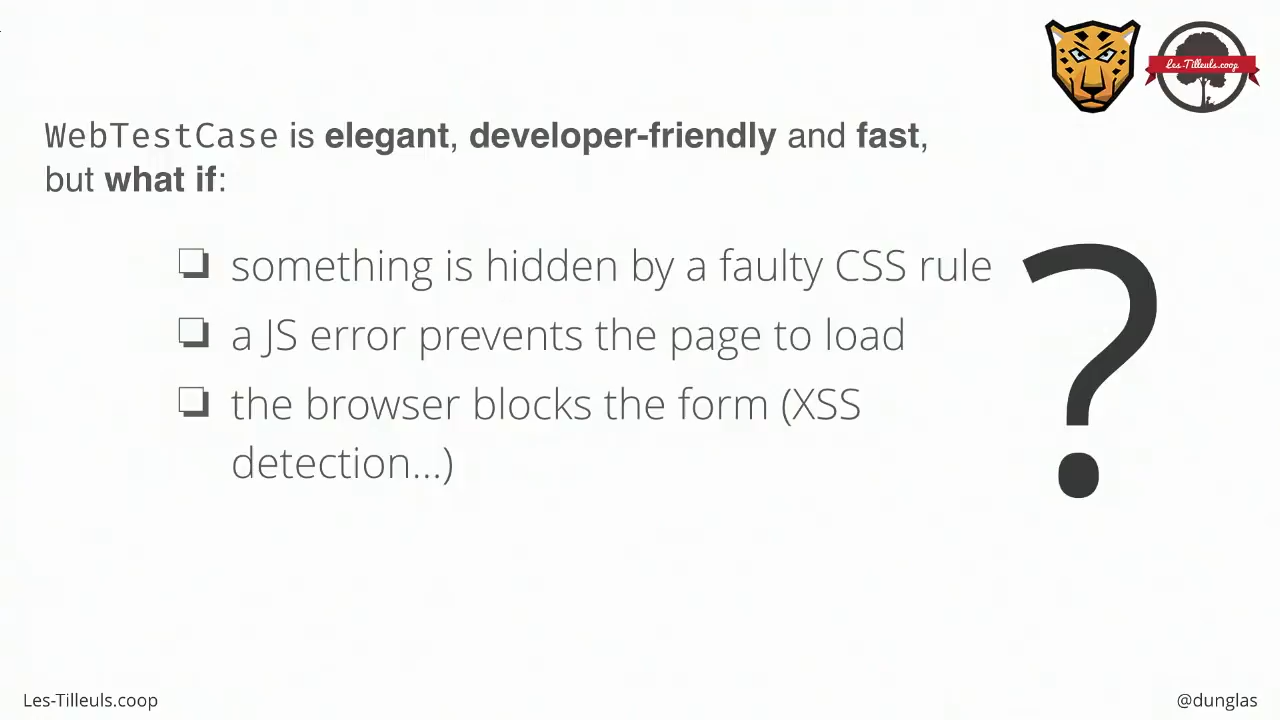 Les-Tilleuls.coop
WebTestCase is elegant, developer-friendly and fast,
but what if:
❏ something is hidden by a faulty CSS rule
❏ a JS error prevents the page to load
❏ the browser blocks the form (XSS
detection...)
?
Les-Tilleuls.coop
@dunglas